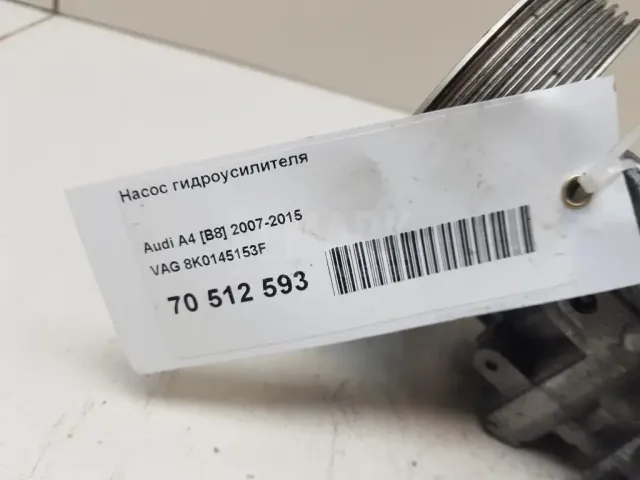 Насос гидроусилителя
Audi A4 [B8] 2007-2015
VAG 8K0145153F
70 512 593